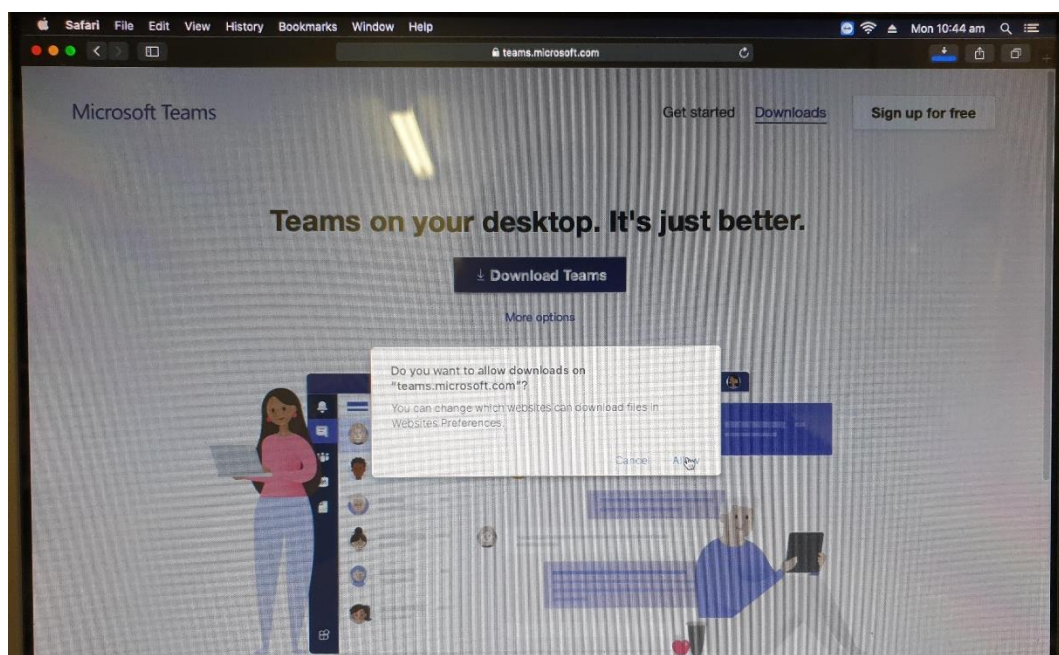 Safari File Edit View History Bookmarks Window Help Mon 10:44 am
teams.microsoft.com
Microsoft Teams Get started Downloads Sign up for free
Teams on your desktop. It's just better.
Download Teams
More options
Do you want to allow downloads on
"teams.microsoft.com"?
You can change which websites can download files in
Websites Preferences.
Cancel Allow